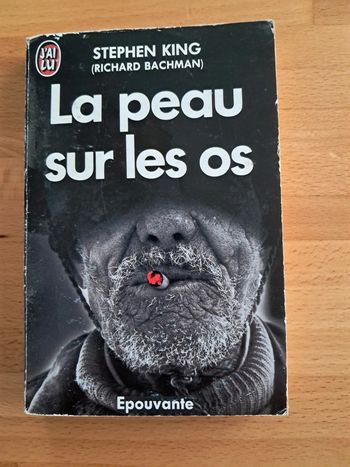 J'AI
LU
STEPHEN KING
(RICHARD BACHMAN)
La peau
sur les os
Epouvante